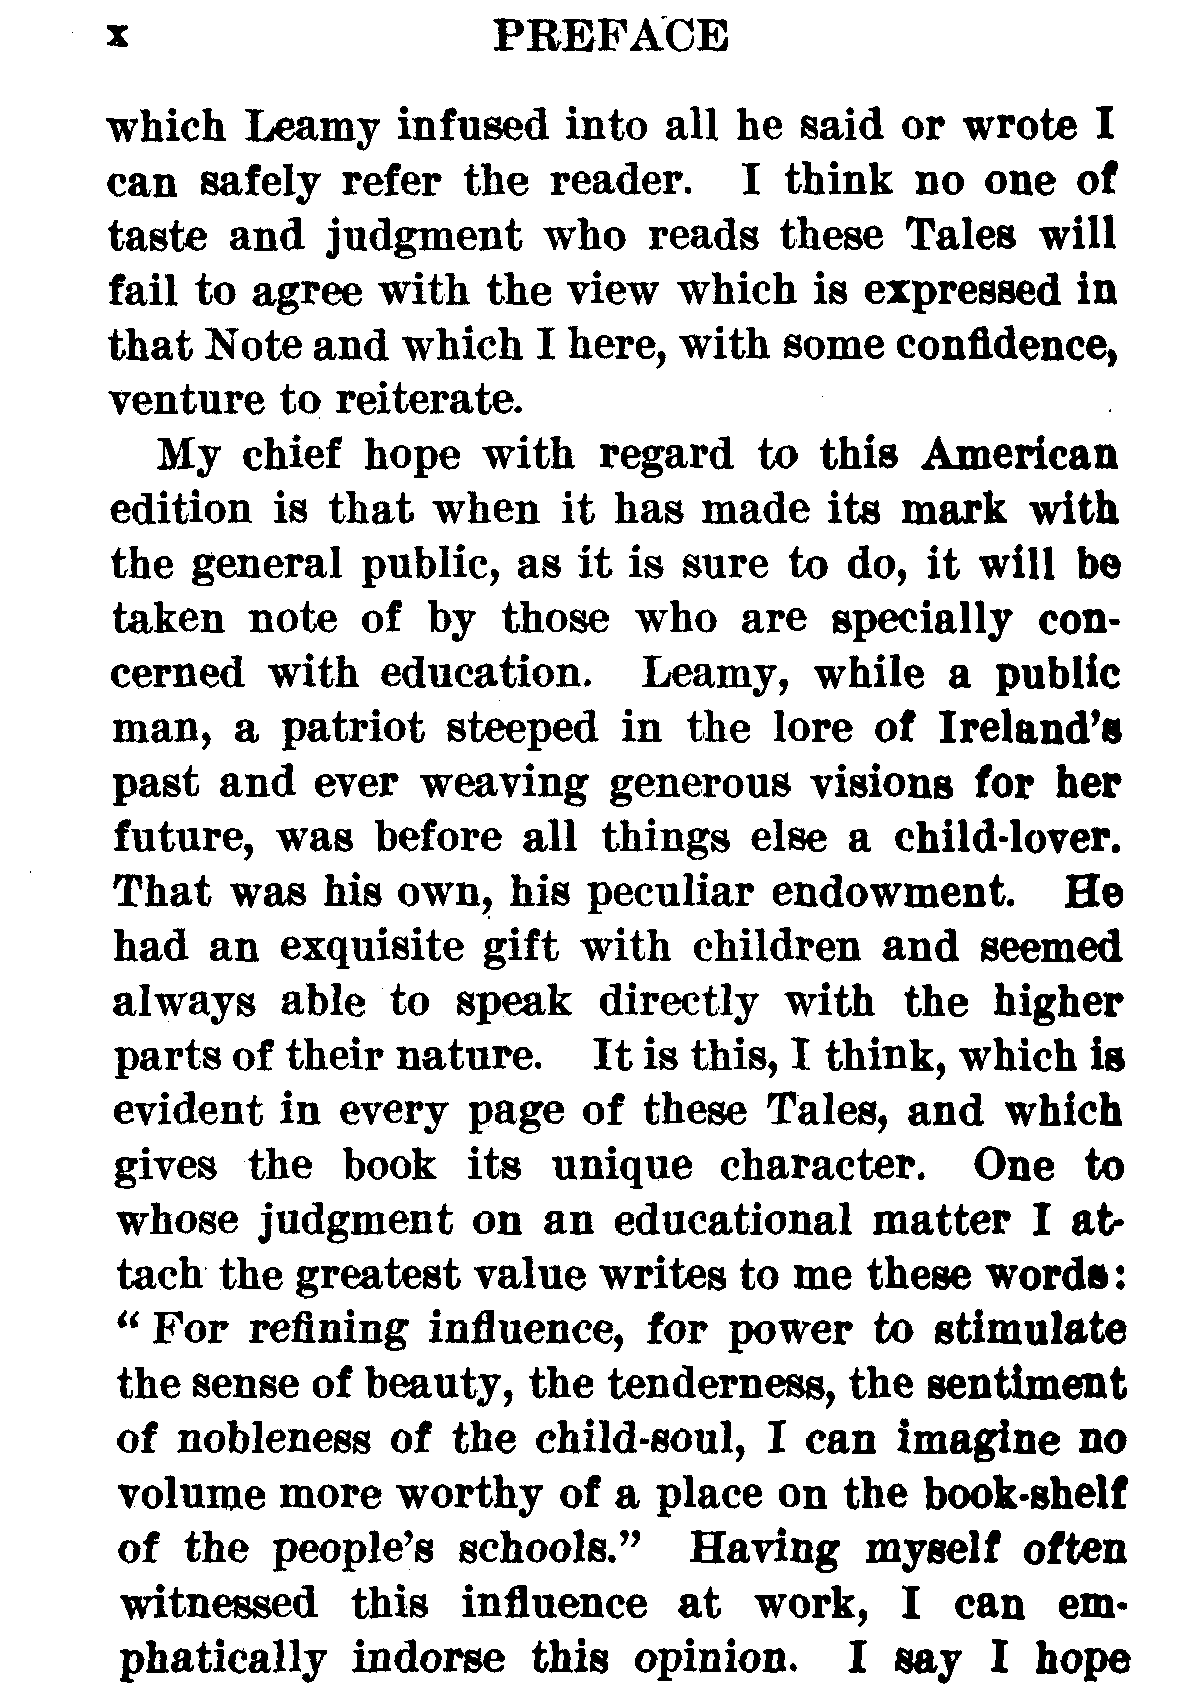 x PREFACE
which Leamy infused into all he said or wrote I
can safely refer the reader. I think no one of
taste and judgment who reads these Tales will
fail to agree with the view which is expressed in
that Note and which I here, with some confidence,
venture to reiterate.
My chief hope with regard to this American
edition is that when it has made its mark with
the general public, as it is sure to do, it will be
taken note of by those who are specially con-
cerned with education. Leamy, while a public
man, a patriot steeped in the lore of Ireland's
past and ever weaving generous visions for her
future, was before all things else a child-lover.
That was his own, his peculiar endowment. He
had an exquisite gift with children and seemed
always able to speak directly with the higher
parts of their nature. It is this, I think, which is
evident in every page of these Tales, and which
gives the book its unique character. One to
whose judgment on an educational matter I at-
tach the greatest value writes to me these words:
“ For refining influence, for power to stimulate
the sense of beauty, the tenderness, the sentiment
of nobleness of the child-soul, I can imagine no
volume more worthy of a place on the book-shelf
of the people's schools.” Having myself often
witnessed this influence at work, I can em-
phatically indorse this opinion. I say I hope